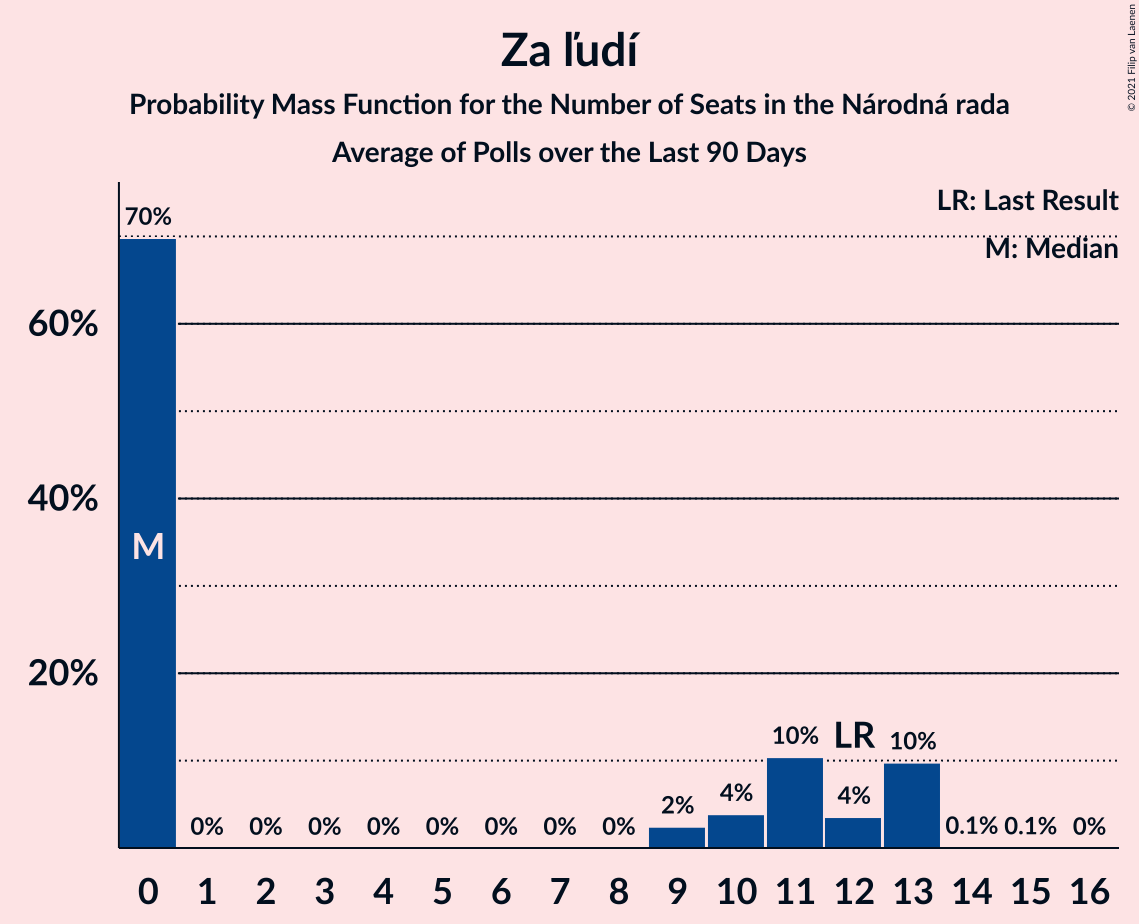 Za ľudí
Probability Mass Function for the Number of Seats in the Národná rada
Average of Polls over the Last 90 Days
© 2021 Filip van Laenen
LR: Last Result
M: Median
70%
60%
40%
20%
M
0% 0% 0% 0% 0% 0% 0% 0% 2% 4% 10% 4% 10% 0.1% 0.1% 0%
LR
0 1 2 3 4 5 6 7 8 9 10 11 12 13 14 15 16